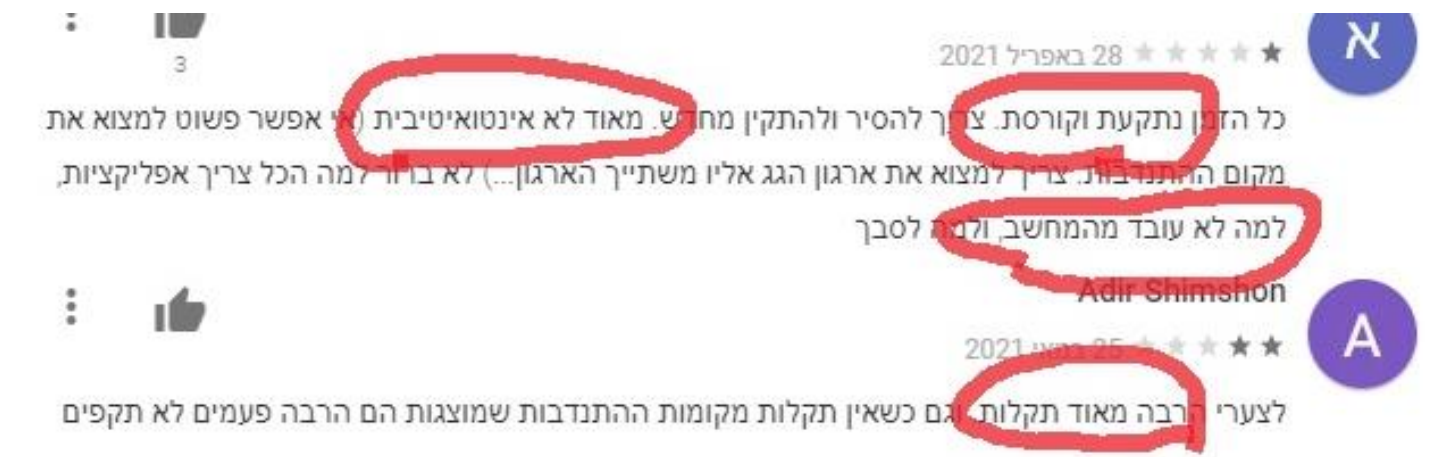 א
28 באפריל 2021
3
כל הזמן נתקעת וקורסת. צריך להסיר ולהתקין מחדש. מאוד לא אינטואיטיבית (אי אפשר פשוט למצוא את
מקום ההתנדבות. צריך למצוא את ארגון הגג אליו משתייך הארגון...) לא ברור למה הכל צריך אפליקציות,
למה לא עובד מהמחשב, ולמה לסבך
Adir Shimshon
A
25 במאי 2021
לצערי הרבה מאוד תקלות. וגם כשאין תקלות מקומות ההתנדבות שמוצגות הם הרבה פעמים לא תקפים